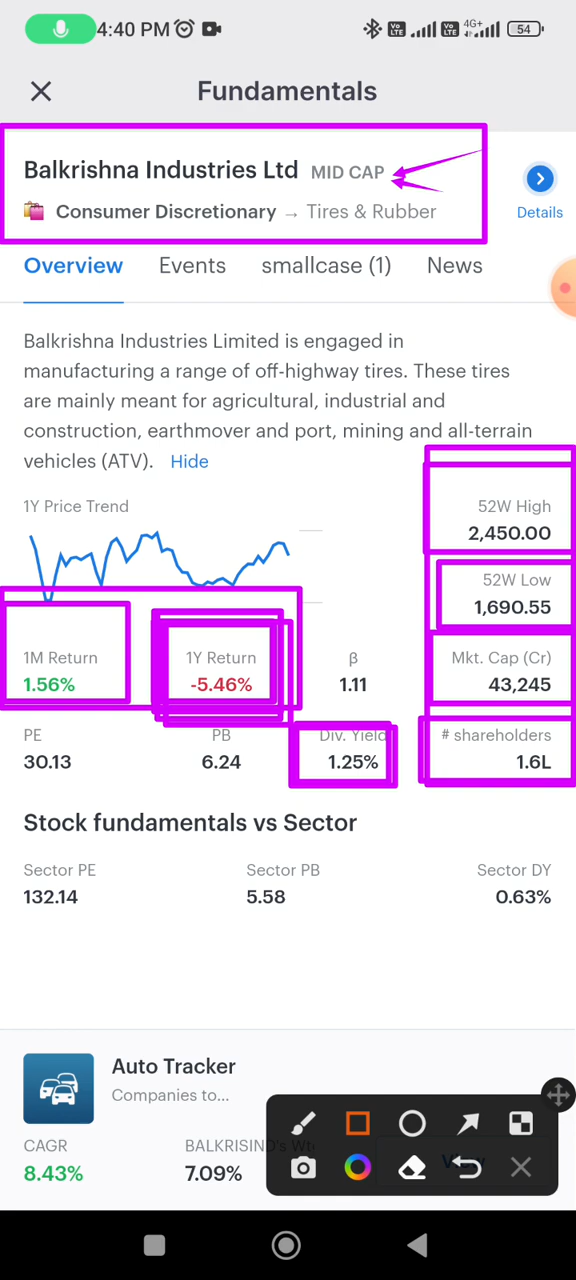 4:40 PM
Vo LTE
Vo LTE
4G+
54
Fundamentals
Balkrishna Industries Ltd MID CAP
Consumer Discretionary → Tires & Rubber
Details
Overview Events smallcase (1) News
Balkrishna Industries Limited is engaged in
manufacturing a range of off-highway tires. These tires
are mainly meant for agricultural, industrial and
construction, earthmover and port, mining and all-terrain
vehicles (ATV). Hide
1Y Price Trend
52W High
2,450.00
52W Low
1,690.55
1M Return 1Y Return β Mkt. Cap (Cr)
1.56% -5.46% 1.11 43,245
PE PB Div. Yield # shareholders
30.13 6.24 1.25% 1.6L
Stock fundamentals vs Sector
Sector PE Sector PB Sector DY
132.14 5.58 0.63%
Auto Tracker
Companies to...
CAGR BALKRISIND's
8.43% 7.09%